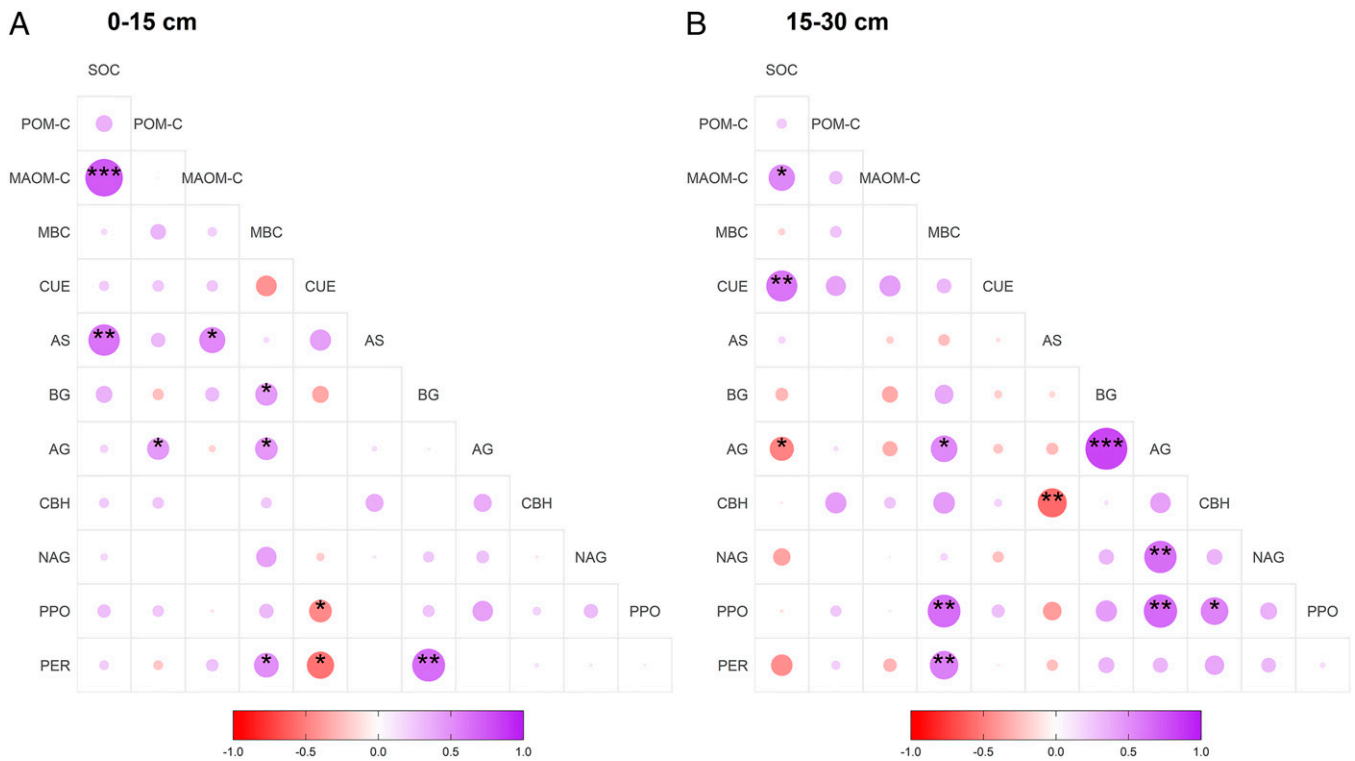 A 0-15 cm
SOC
POM-C POM-C
MAOM-C *** MAOM-C
MBC MBC
CUE CUE
AS ** * AS
BG * BG
AG * * AG
CBH CBH
NAG NAG
PPO * PPO
PER * * **
-1.0 -0.5 0.0 0.5 1.0
B 15-30 cm
SOC
POM-C POM-C
MAOM-C * MAOM-C
MBC MBC
CUE ** CUE
AS AS
BG BG
AG * * *** AG
CBH ** CBH
NAG ** NAG
PPO ** ** * PPO
PER **
-1.0 -0.5 0.0 0.5 1.0